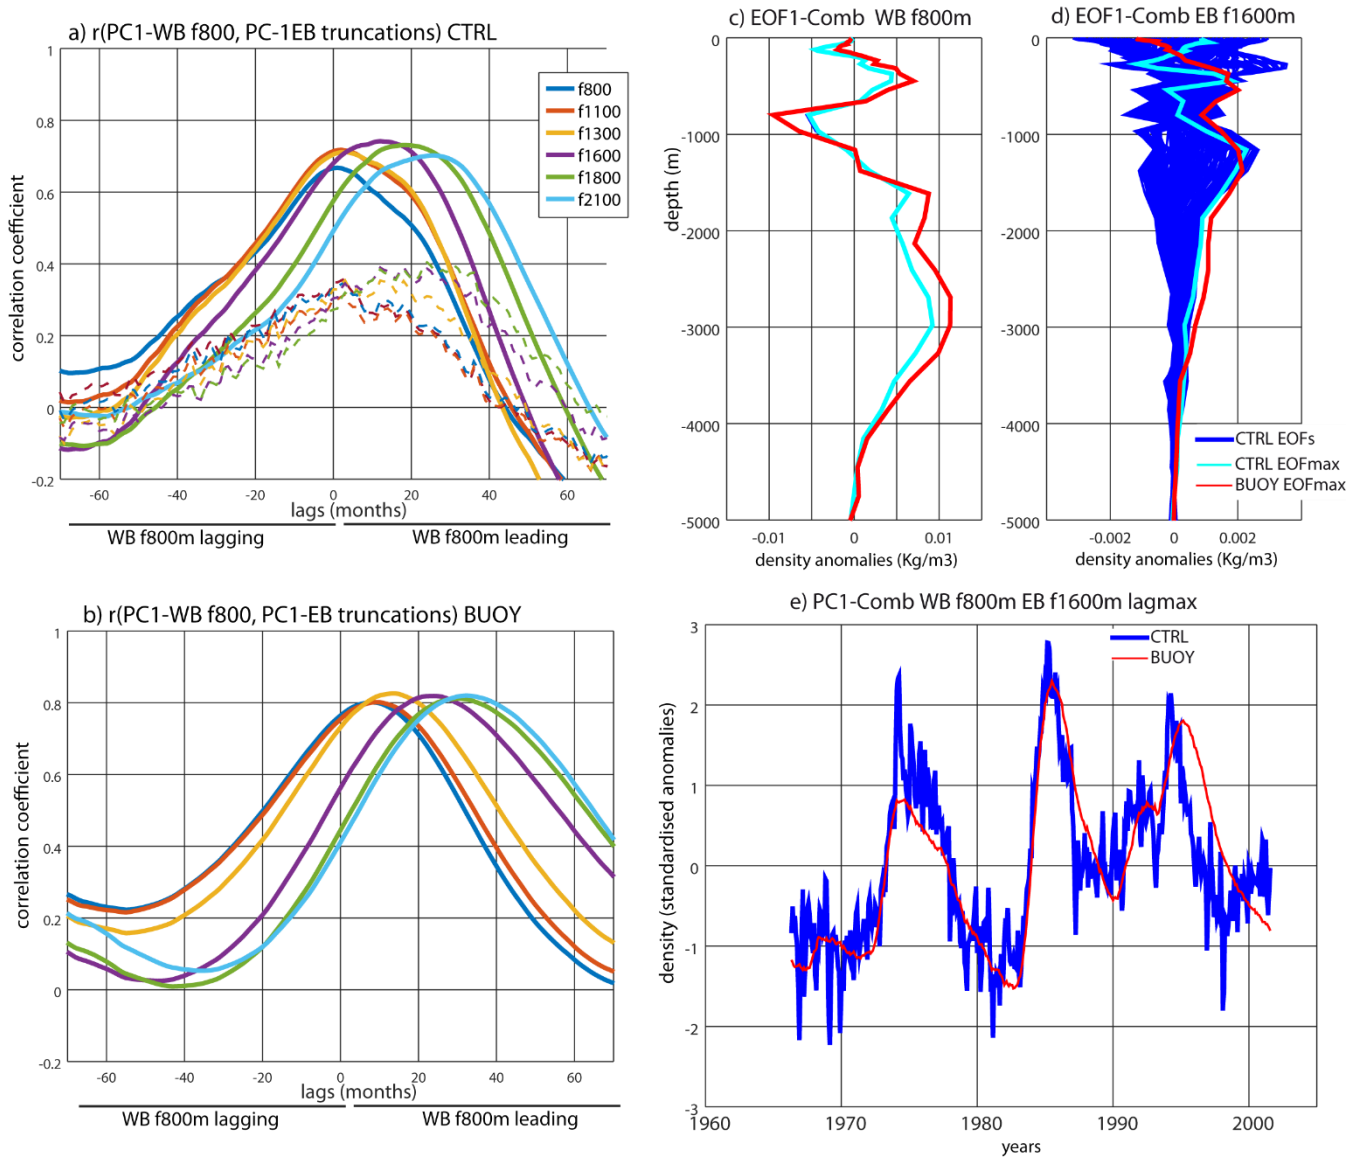 a) r(PC1-WB f800, PC-1EB truncations) CTRL
1
0.8
0.6
0.4
0.2
0
-0.2
correlation coefficient
f800
f1100
f1300
f1600
f1800
f2100
-60
-40
-20
0
20
40
60
lags (months)
WB f800m lagging
WB f800m leading
c) EOF1-Comb WB f800m
0
-1000
-2000
-3000
-4000
-5000
depth (m)
-0.01
0
0.01
density anomalies (Kg/m3)
d) EOF1-Comb EB f1600m
0
-1000
-2000
-3000
-4000
-5000
CTRL EOFs
CTRL EOFmax
BUOY EOFmax
-0.002
0
0.002
density anomalies (Kg/m3)
b) r(PC1-WB f800, PC1-EB truncations) BUOY
1
0.8
0.6
0.4
0.2
0
-0.2
correlation coefficient
-60
-40
-20
0
20
40
60
lags (months)
WB f800m lagging
WB f800m leading
e) PC1-Comb WB f800m EB f1600m lagmax
3
2
1
0
-1
-2
-3
density (standardised anomalies)
CTRL
BUOY
1960
1970
1980
1990
2000
years